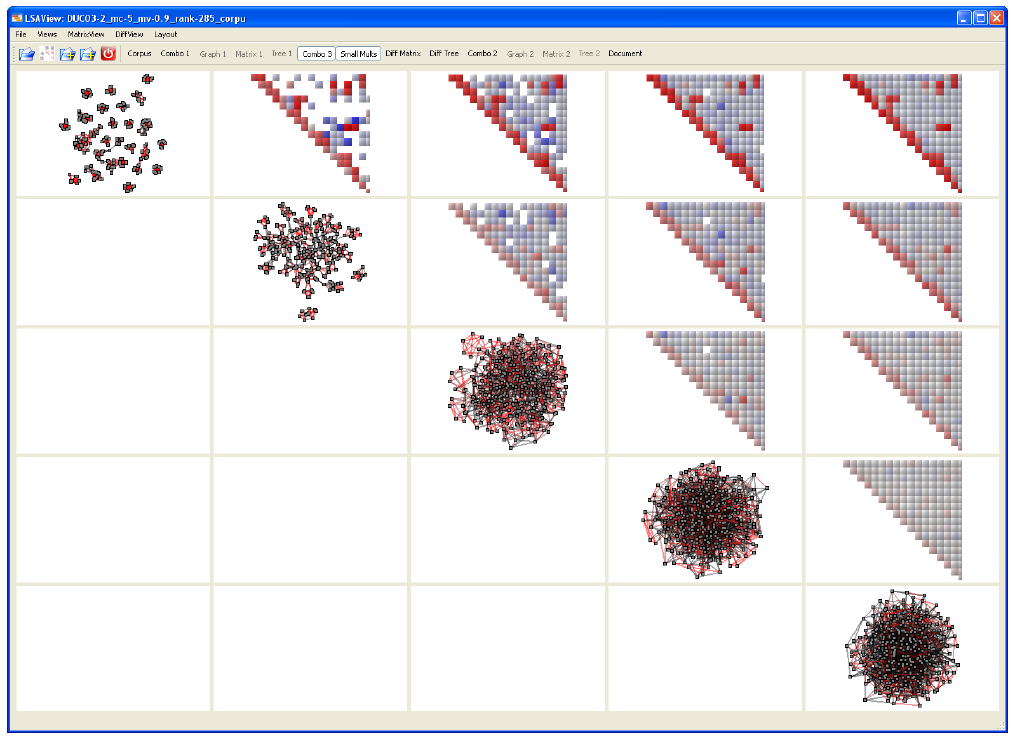 LSAView: DUC03-2_mc-5_mv-0.9_rank-285_corpu
File Views MatrixView DiffView Layout
Corpus Combo 1 Graph 1 Matrix 1 Tree 1 Combo 3 Small Mults Diff Matrix Diff Tree Combo 2 Graph 2 Matrix 2 Tree 2 Document